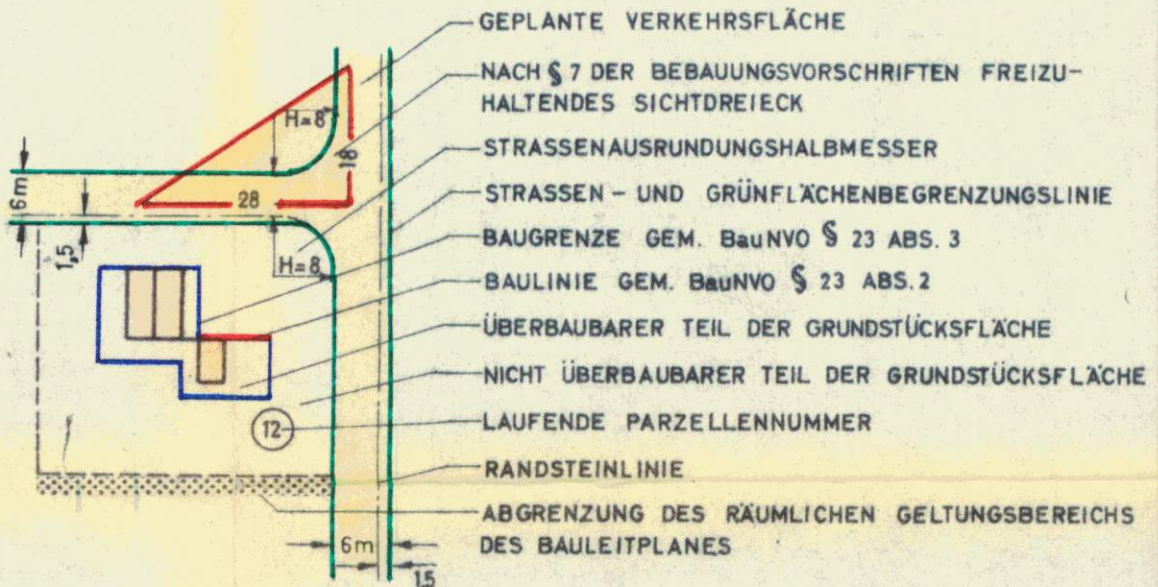 GEPLANTE VERKEHRSFLÄCHE
NACH § 7 DER BEBAUUNGSVORSCHRIFTEN FREIZU-
HALTENDES SICHTDREIECK
H=8
18
STRASSENAUSRUNDUNGSHALBMESSER
6m
28
STRASSEN- UND GRÜNFLÄCHENBEGRENZUNGSLINIE
1,5
H=8
BAUGRENZE GEM. BauNVO § 23 ABS. 3
BAULINIE GEM. BauNVO § 23 ABS. 2
ÜBERBAUBARER TEIL DER GRUNDSTÜCKSFLÄCHE
NICHT ÜBERBAUBARER TEIL DER GRUNDSTÜCKSFLÄCHE
12
LAUFENDE PARZELLENNUMMER
RANDSTEINLINIE
ABGRENZUNG DES RÄUMLICHEN GELTUNGSBEREICHS
DES BAULEITPLANES
6m
1.5